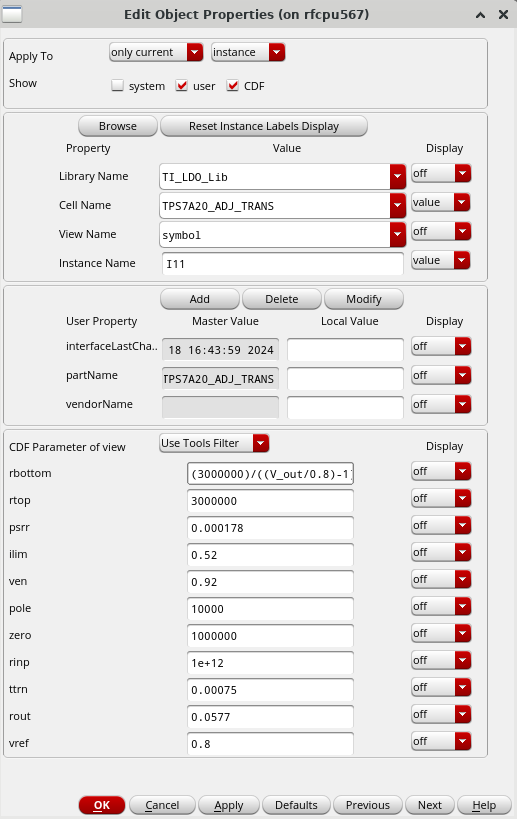 Edit Object Properties (on rfcpu567)
Apply To only current instance
Show system user CDF
Browse Reset Instance Labels Display
Property Value Display
Library Name TI_LDO_Lib off
Cell Name TPS7A20_ADJ_TRANS value
View Name symbol off
Instance Name I11 value
Add Delete Modify
User Property Master Value Local Value Display
interfaceLastCha.. 18 16:43:59 2024 off
partName TPS7A20_ADJ_TRANS off
vendorName off
CDF Parameter of view Use Tools Filter Display
rbottom (3000000)/((V_out/0.8)-1) off
rtop 3000000 off
psrr 0.000178 off
ilim 0.52 off
ven 0.92 off
pole 10000 off
zero 1000000 off
rinp 1e+12 off
ttrn 0.00075 off
rout 0.0577 off
vref 0.8 off
OK Cancel Apply Defaults Previous Next Help